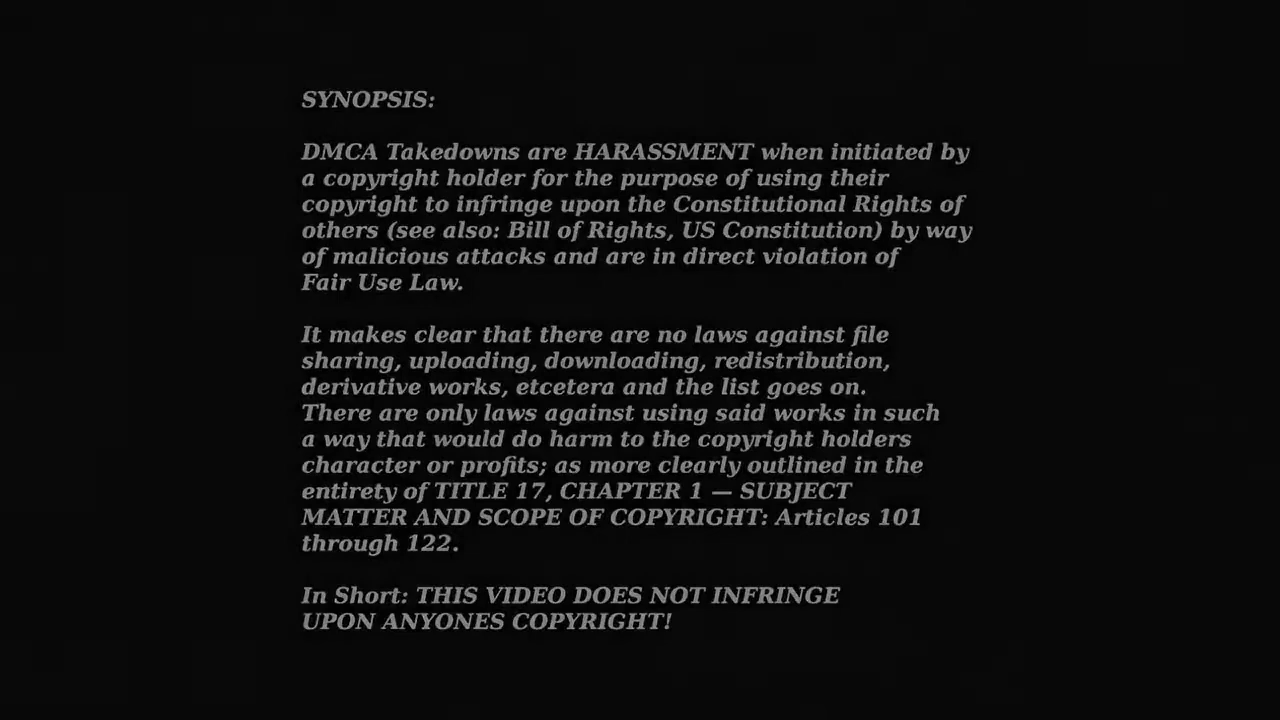 SYNOPSIS:
DMCA Takedowns are HARASSMENT when initiated by
a copyright holder for the purpose of using their
copyright to infringe upon the Constitutional Rights of
others (see also: Bill of Rights, US Constitution) by way
of malicious attacks and are in direct violation of
Fair Use Law.
It makes clear that there are no laws against file
sharing, uploading, downloading, redistribution,
derivative works, etcetera and the list goes on.
There are only laws against using said works in such
a way that would do harm to the copyright holders
character or profits; as more clearly outlined in the
entirety of TITLE 17, CHAPTER 1 — SUBJECT
MATTER AND SCOPE OF COPYRIGHT: Articles 101
through 122.
In Short: THIS VIDEO DOES NOT INFRINGE
UPON ANYONES COPYRIGHT!